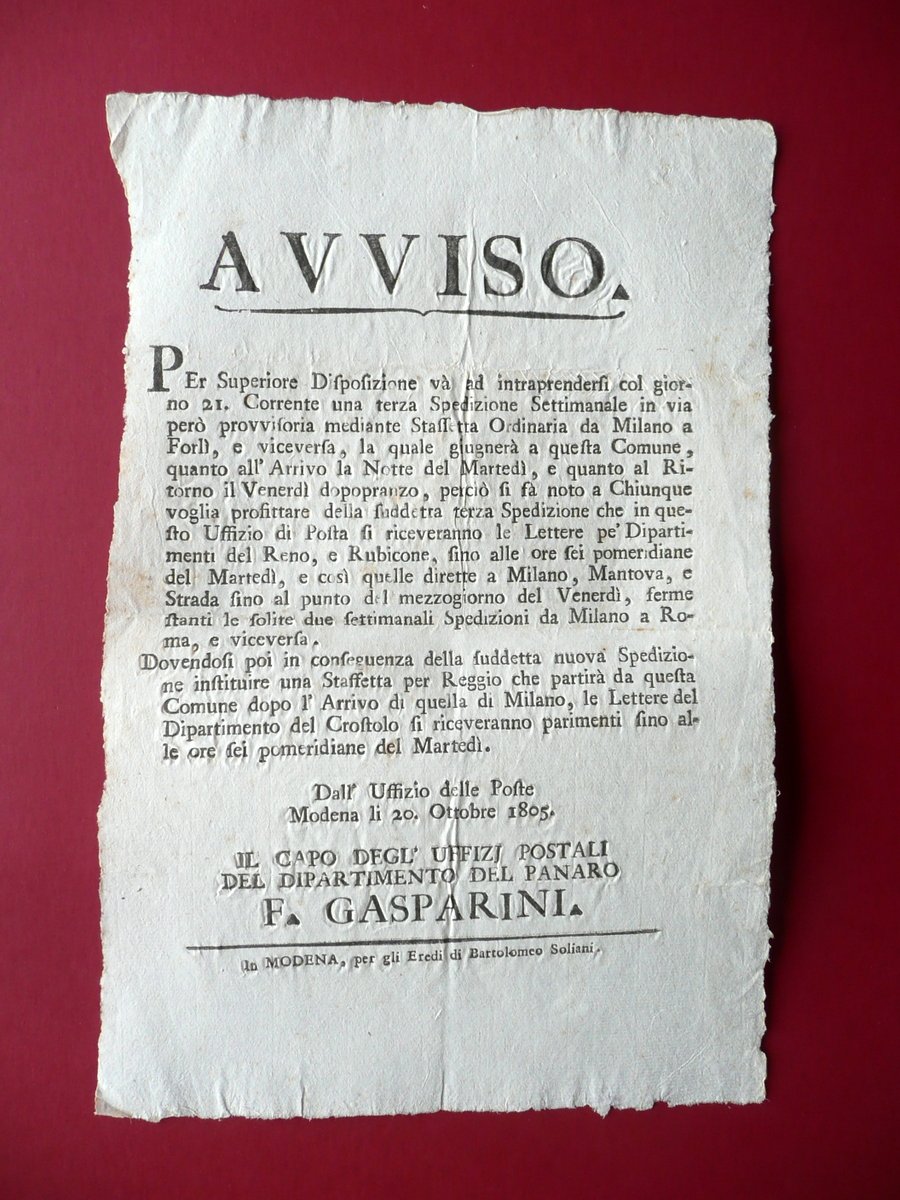 AVVISO.
PEr Superiore Diſpoſizione và ad intraprenderſi col gior-
no 21. Corrente una terza Spedizione Settimanale in via
però provviſoria mediante Staffetta Ordinaria da Milano a
Forlì, e viceverſa, la quale giugnerà a queſta Comune,
quanto all' Arrivo la Notte del Martedì, e quanto al Ri-
torno il Venerdì dopopranzo, perciò ſi fà noto a Chiunque
voglia profittare della ſuddetta terza Spedizione che in que-
ſto Uffizio di Poſta ſi riceveranno le Lettere pe' Diparti-
menti del Reno, e Rubicone, ſino alle ore ſei pomeridiane
del Martedì, e così quelle dirette a Milano, Mantova, e
Strada ſino al punto del mezzogiorno del Venerdì, ferme
ſtanti le ſolite due ſettimanali Spedizioni da Milano a Ro-
ma, e viceverſa.
Dovendoſi poi in conſeguenza della ſuddetta nuova Spedizio-
ne inſtituire una Staffetta per Reggio che partirà da queſta
Comune dopo l' Arrivo di quella di Milano, le Lettere del
Dipartimento del Croſtolo ſi riceveranno parimenti ſino al-
le ore ſei pomeridiane del Martedì.
Dall' Uffizio delle Poſte
Modena li 20. Ottobre 1805.
IL CAPO DEGL' UFFIZJ POSTALI
DEL DIPARTIMENTO DEL PANARO
F. GASPARINI.
In MODENA, per gli Eredi di Bartolomeo Soliani.